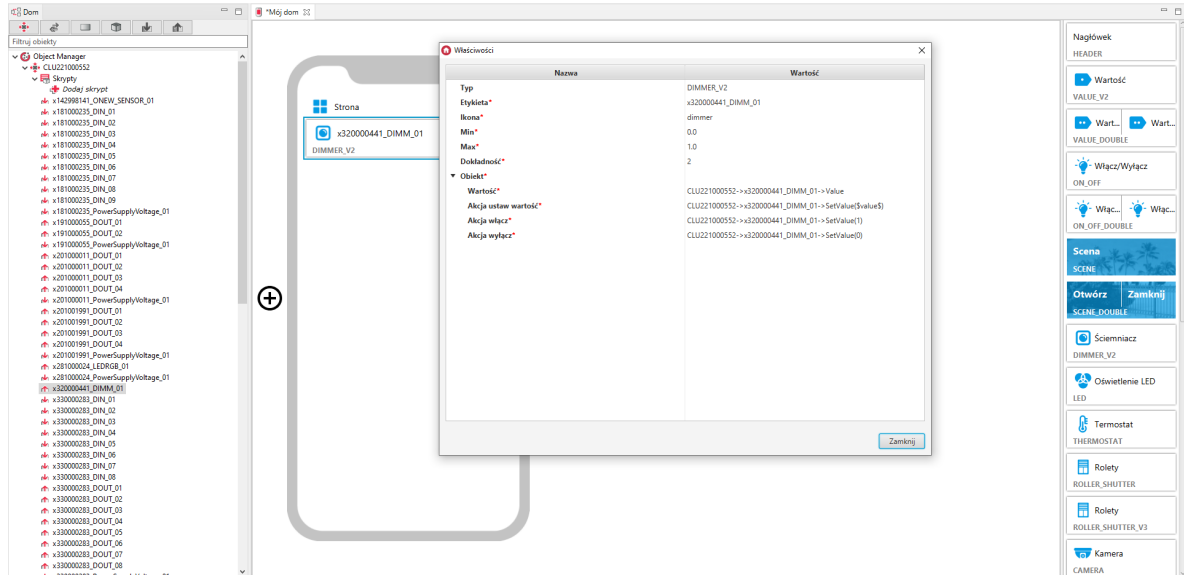 Dom
*Mój dom
Filtruj obiekty
Object Manager
CLU221000552
Skrypty
Dodaj skrypt
x142998141_ONEW_SENSOR_01
x181000235_DIN_01
x181000235_DIN_02
x181000235_DIN_03
x181000235_DIN_04
x181000235_DIN_05
x181000235_DIN_06
x181000235_DIN_07
x181000235_DIN_08
x181000235_DIN_09
x181000235_PowerSupplyVoltage_01
x191000055_DOUT_01
x191000055_DOUT_02
x191000055_PowerSupplyVoltage_01
x201000011_DOUT_01
x201000011_DOUT_02
x201000011_DOUT_03
x201000011_DOUT_04
x201000011_PowerSupplyVoltage_01
x201001991_DOUT_01
x201001991_DOUT_02
x201001991_DOUT_03
x201001991_DOUT_04
x201001991_PowerSupplyVoltage_01
x281000024_LEDRGB_01
x281000024_PowerSupplyVoltage_01
x320000441_DIMM_01
x330000283_DIN_01
x330000283_DIN_02
x330000283_DIN_03
x330000283_DIN_04
x330000283_DIN_05
x330000283_DIN_06
x330000283_DIN_07
x330000283_DIN_08
x330000283_DOUT_01
x330000283_DOUT_02
x330000283_DOUT_03
x330000283_DOUT_04
x330000283_DOUT_05
x330000283_DOUT_06
x330000283_DOUT_07
x330000283_DOUT_08
Strona
x320000441_DIMM_01
DIMMER_V2
Właściwości
Nazwa Wartość
Typ DIMMER_V2
Etykieta* x320000441_DIMM_01
Ikona* dimmer
Min* 0.0
Max* 1.0
Dokładność* 2
Obiekt*
Wartość* CLU221000552->x320000441_DIMM_01->Value
Akcja ustaw wartość* CLU221000552->x320000441_DIMM_01->SetValue($value$)
Akcja włącz* CLU221000552->x320000441_DIMM_01->SetValue(1)
Akcja wyłącz* CLU221000552->x320000441_DIMM_01->SetValue(0)
Zamknij
Nagłówek
HEADER
Wartość
VALUE_V2
Wart... Wart...
VALUE_DOUBLE
Włącz/Wyłącz
ON_OFF
Włąc... Włąc...
ON_OFF_DOUBLE
Scena
SCENE
Otwórz Zamknij
SCENE_DOUBLE
Ściemniacz
DIMMER_V2
Oświetlenie LED
LED
Termostat
THERMOSTAT
Rolety
ROLLER_SHUTTER
Rolety
ROLLER_SHUTTER_V3
Kamera
CAMERA